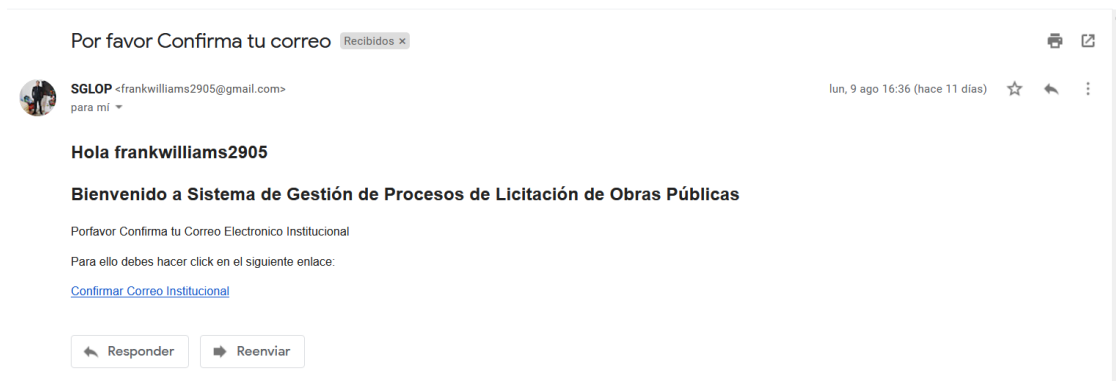 Por favor Confirma tu correo Recibidos ×
SGLOP <frankwilliams2905@gmail.com> lun, 9 ago 16:36 (hace 11 días)
para mí
Hola frankwilliams2905
Bienvenido a Sistema de Gestión de Procesos de Licitación de Obras Públicas
Porfavor Confirma tu Correo Electronico Institucional
Para ello debes hacer click en el siguiente enlace:
Confirmar Correo Institucional
Responder Reenviar